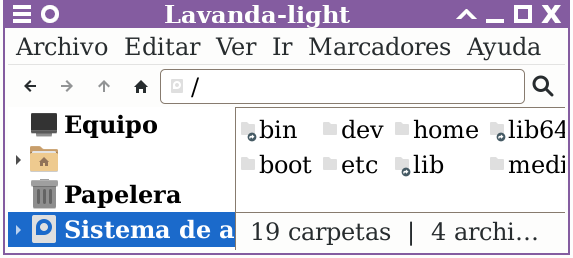 Lavanda-light
Archivo Editar Ver Ir Marcadores Ayuda
/
Equipo
Papelera
Sistema de a
bin dev home lib64
boot etc lib medi
19 carpetas | 4 archi...